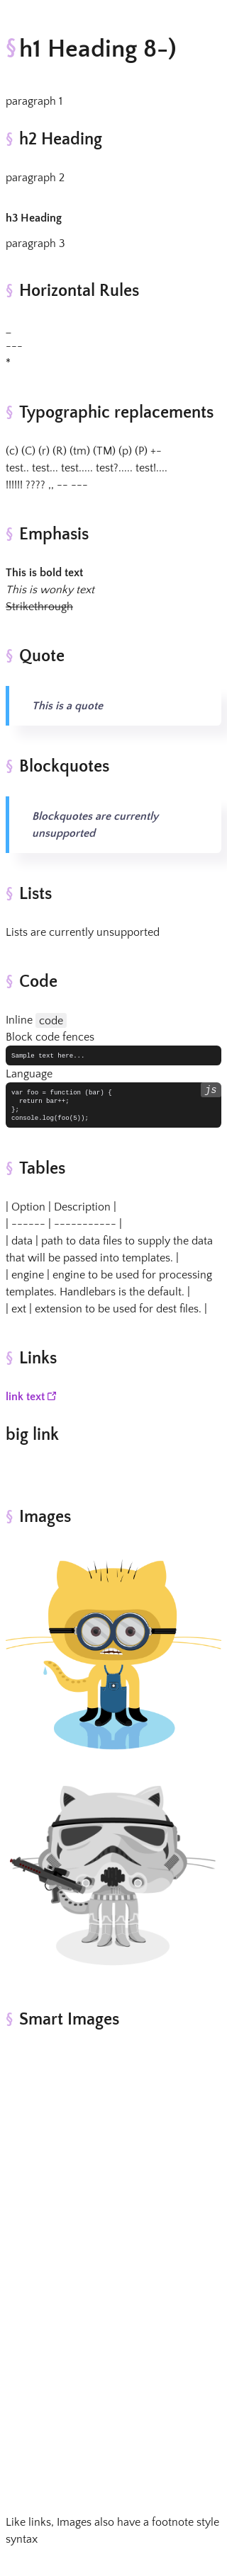 § h1 Heading 8-)
paragraph 1
§ h2 Heading
paragraph 2
h3 Heading
paragraph 3
§ Horizontal Rules
_
---
*
§ Typographic replacements
(c) (C) (r) (R) (tm) (TM) (p) (P) +-
test.. test... test..... test?..... test!....
!!!!!! ???? ,, -- ---
§ Emphasis
This is bold text
This is my wonky text
Strikethrough
§ Quote
This is a quote
§ Blockquotes
Blockquotes are currently
unsupported
§ Lists
Lists are currently unsupported
§ Code
Inline code
Block code fences
Sample text here...
Language
js
var foo = function (bar) {
  return bar++;
};
console.log(foo(5));
§ Tables
| Option | Description |
| ------ | ----------- |
| data | path to data files to supply the data
that will be passed into templates. |
| engine | engine to be used for processing
templates. Handlebars is the default. |
| ext | extension to be used for dest files. |
§ Links
link text
big link
§ Images
§ Smart Images
Like links, Images also have a footnote style
syntax